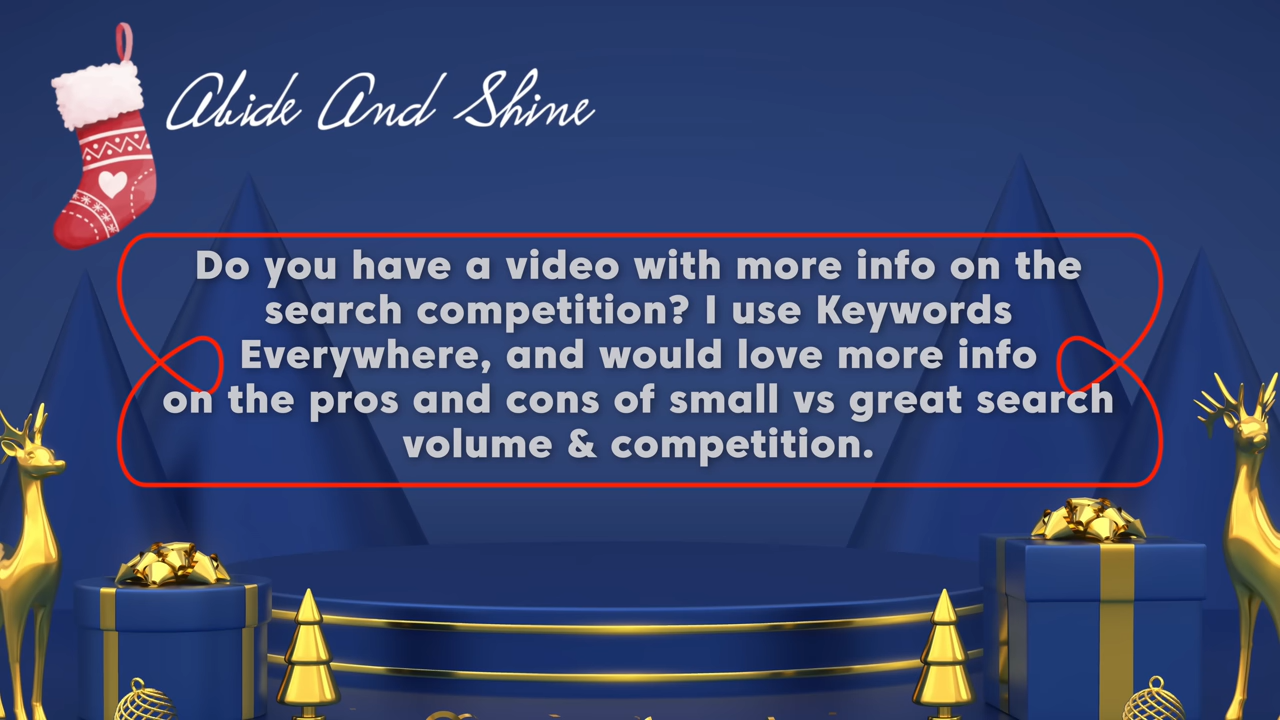 Abide And Shine
Do you have a video with more info on the
search competition? I use Keywords
Everywhere, and would love more info
on the pros and cons of small vs great search
volume & competition.